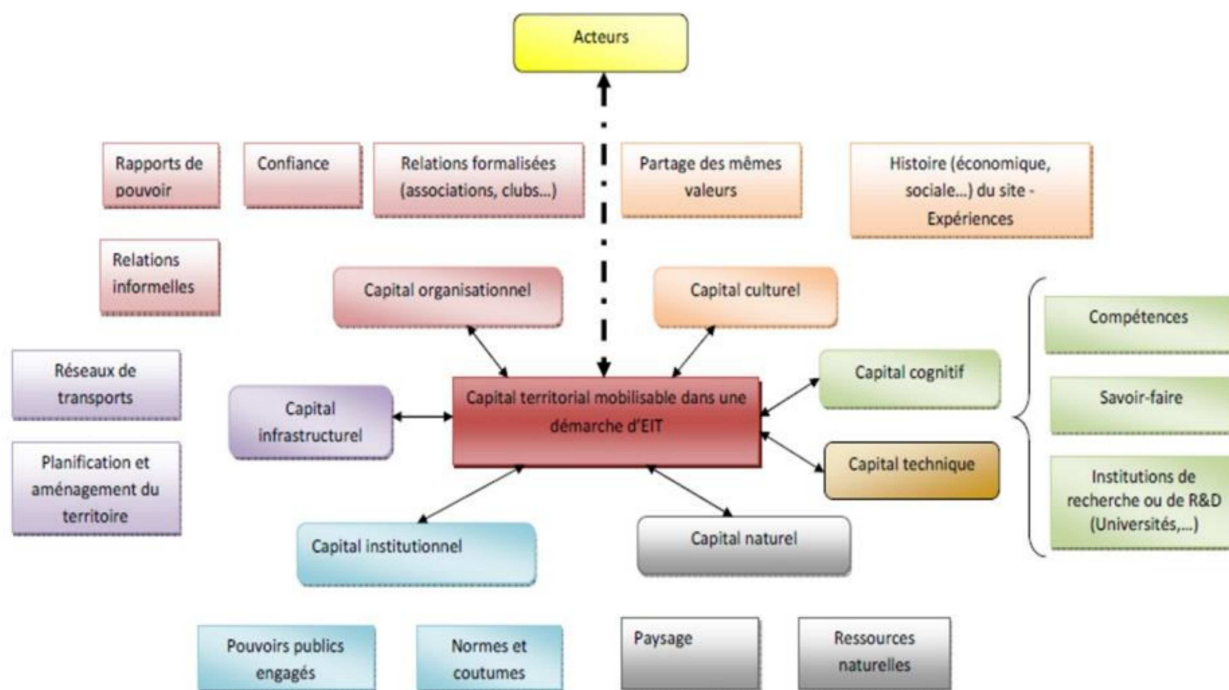 Acteurs
Rapports de
pouvoir
Confiance
Relations formalisées
(associations, clubs...)
Partage des mêmes
valeurs
Histoire (économique,
sociale...) du site -
Expériences
Relations
informelles
Capital organisationnel
Capital culturel
Compétences
Réseaux de
transports
Capital
infrastructurel
Capital territorial mobilisable dans une
démarche d'EIT
Capital cognitif
Savoir-faire
Planification et
aménagement du
territoire
Capital technique
Institutions de
recherche ou de R&D
(Universités,...)
Capital institutionnel
Capital naturel
Pouvoirs publics
engagés
Normes et
coutumes
Paysage
Ressources
naturelles